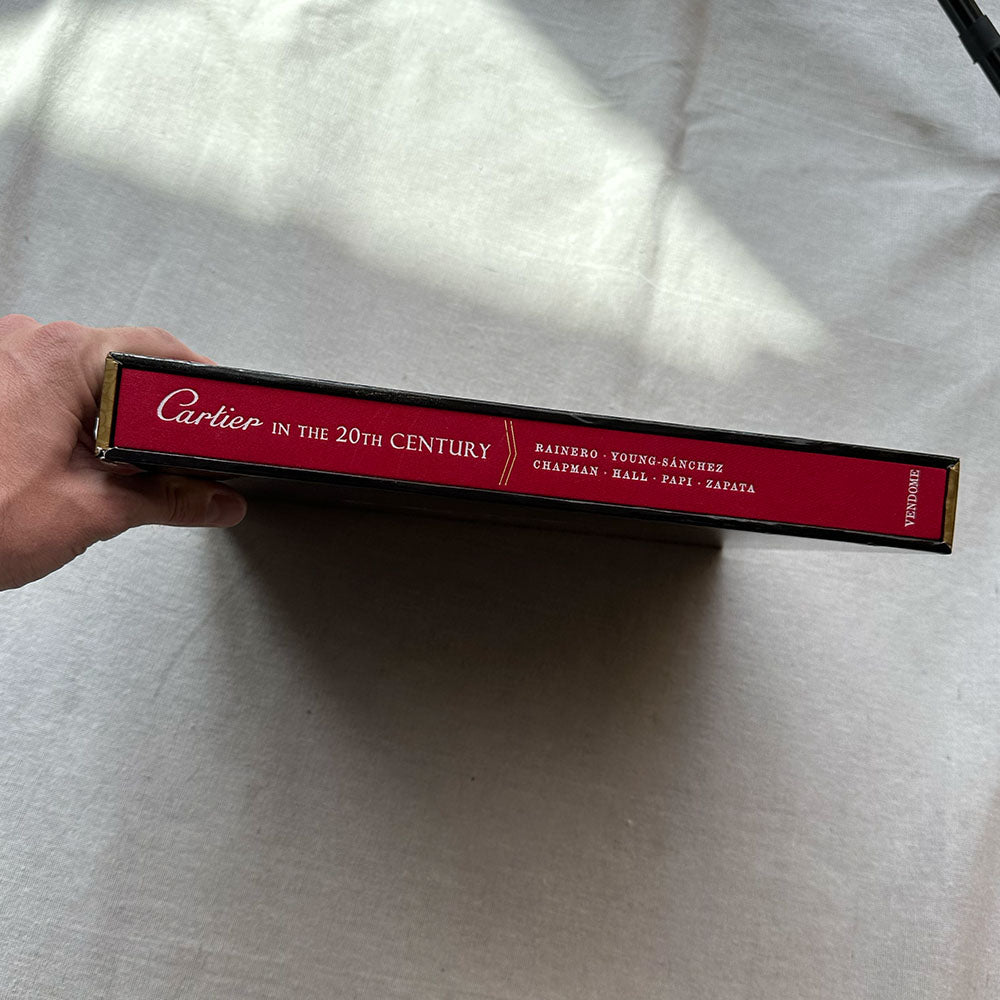 Cartier IN THE 20TH CENTURY
RAINERO · YOUNG-SÁNCHEZ
CHAPMAN · HALL · PAPI · ZAPATA
VENDOME